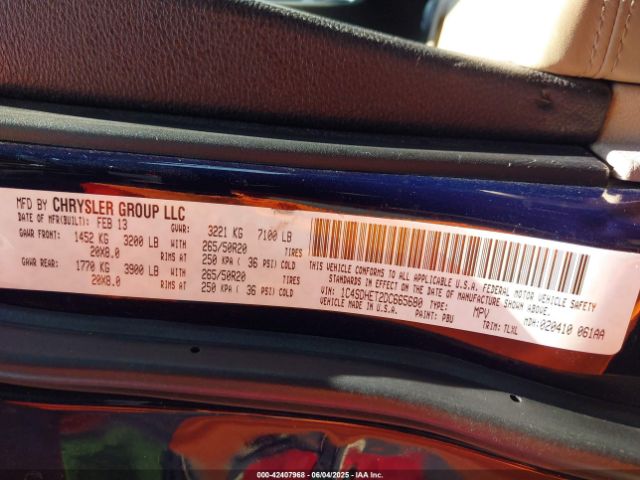 MFD BY CHRYSLER GROUP LLC
DATE OF MFR(BUILT): FEB 13 GVWR: 3221 KG 7100 LB
GAWR FRONT: 1452 KG 3200 LB WITH 265/50R20 TIRES
20X8.0 RIMS AT 250 KPA ( 36 PSI) COLD
GAWR REAR: 1770 KG 3900 LB WITH 265/50R20 TIRES
20X8.0 RIMS AT 250 KPA ( 36 PSI) COLD
THIS VEHICLE CONFORMS TO ALL APPLICABLE U.S.A. FEDERAL MOTOR VEHICLE SAFETY
STANDARDS IN EFFECT ON THE DATE OF MANUFACTURE SHOWN ABOVE.
VIN: 1C4SDHET2DC665680 TYPE: MPV
VEHICLE MADE IN U.S.A. PAINT: PBU TRIM: TLXL MDH:020410 061AA
000-42407968 - 06/04/2025 - IAA Inc.